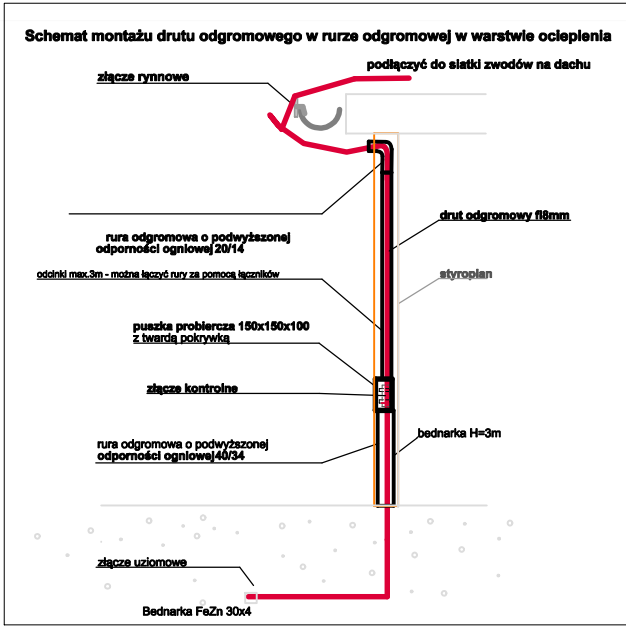 Schemat montażu drutu odgromowego w rurze odgromowej w warstwie ocieplenia
podłączyć do siatki zwodów na dachu
złącze rynnowe
drut odgromowy fi8mm
rura odgromowa o podwyższonej
odporności ogniowej 20/14
odcinki max.3m - można łączyć rury za pomocą łączników
styropian
puszka probiercza 150x150x100
z twardą pokrywką
złącze kontrolne
bednarka H=3m
rura odgromowa o podwyższonej
odporności ogniowej 40/34
złącze uziomowe
Bednarka FeZn 30x4